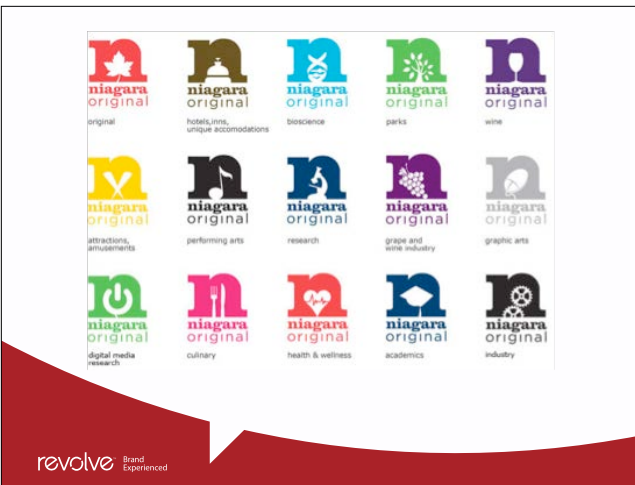 n n n n n
niagara niagara niagara niagara niagara
original original original original original
original hotels,inns, bioscience parks wine
unique accomodations
n n n n n
niagara niagara niagara niagara niagara
original original original original original
attractions, performing arts research grape and graphic arts
amusements wine industry
n n n n n
niagara niagara niagara niagara niagara
original original original original original
digital media culinary health & wellness academics industry
research
revolve™ Brand
Experienced